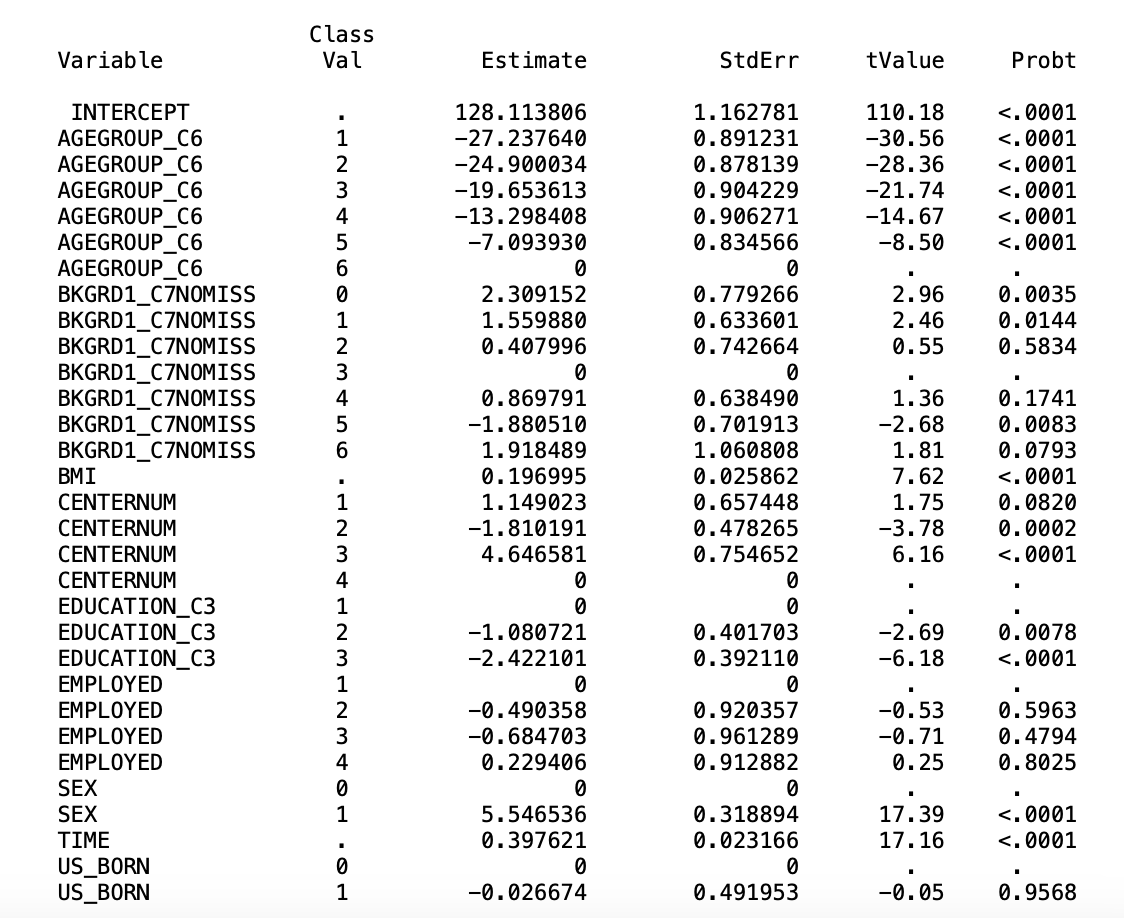 Class
Variable Val Estimate StdErr tValue Probt
INTERCEPT . 128.113806 1.162781 110.18 <.0001
AGEGROUP_C6 1 -27.237640 0.891231 -30.56 <.0001
AGEGROUP_C6 2 -24.900034 0.878139 -28.36 <.0001
AGEGROUP_C6 3 -19.653613 0.904229 -21.74 <.0001
AGEGROUP_C6 4 -13.298408 0.906271 -14.67 <.0001
AGEGROUP_C6 5 -7.093930 0.834566 -8.50 <.0001
AGEGROUP_C6 6 0 0 . .
BKGRD1_C7NOMISS 0 2.309152 0.779266 2.96 0.0035
BKGRD1_C7NOMISS 1 1.559880 0.633601 2.46 0.0144
BKGRD1_C7NOMISS 2 0.407996 0.742664 0.55 0.5834
BKGRD1_C7NOMISS 3 0 0 . .
BKGRD1_C7NOMISS 4 0.869791 0.638490 1.36 0.1741
BKGRD1_C7NOMISS 5 -1.880510 0.701913 -2.68 0.0083
BKGRD1_C7NOMISS 6 1.918489 1.060808 1.81 0.0793
BMI . 0.196995 0.025862 7.62 <.0001
CENTERNUM 1 1.149023 0.657448 1.75 0.0820
CENTERNUM 2 -1.810191 0.478265 -3.78 0.0002
CENTERNUM 3 4.646581 0.754652 6.16 <.0001
CENTERNUM 4 0 0 . .
EDUCATION_C3 1 0 0 . .
EDUCATION_C3 2 -1.080721 0.401703 -2.69 0.0078
EDUCATION_C3 3 -2.422101 0.392110 -6.18 <.0001
EMPLOYED 1 0 0 . .
EMPLOYED 2 -0.490358 0.920357 -0.53 0.5963
EMPLOYED 3 -0.684703 0.961289 -0.71 0.4794
EMPLOYED 4 0.229406 0.912882 0.25 0.8025
SEX 0 0 0 . .
SEX 1 5.546536 0.318894 17.39 <.0001
TIME . 0.397621 0.023166 17.16 <.0001
US_BORN 0 0 0 . .
US_BORN 1 -0.026674 0.491953 -0.05 0.9568